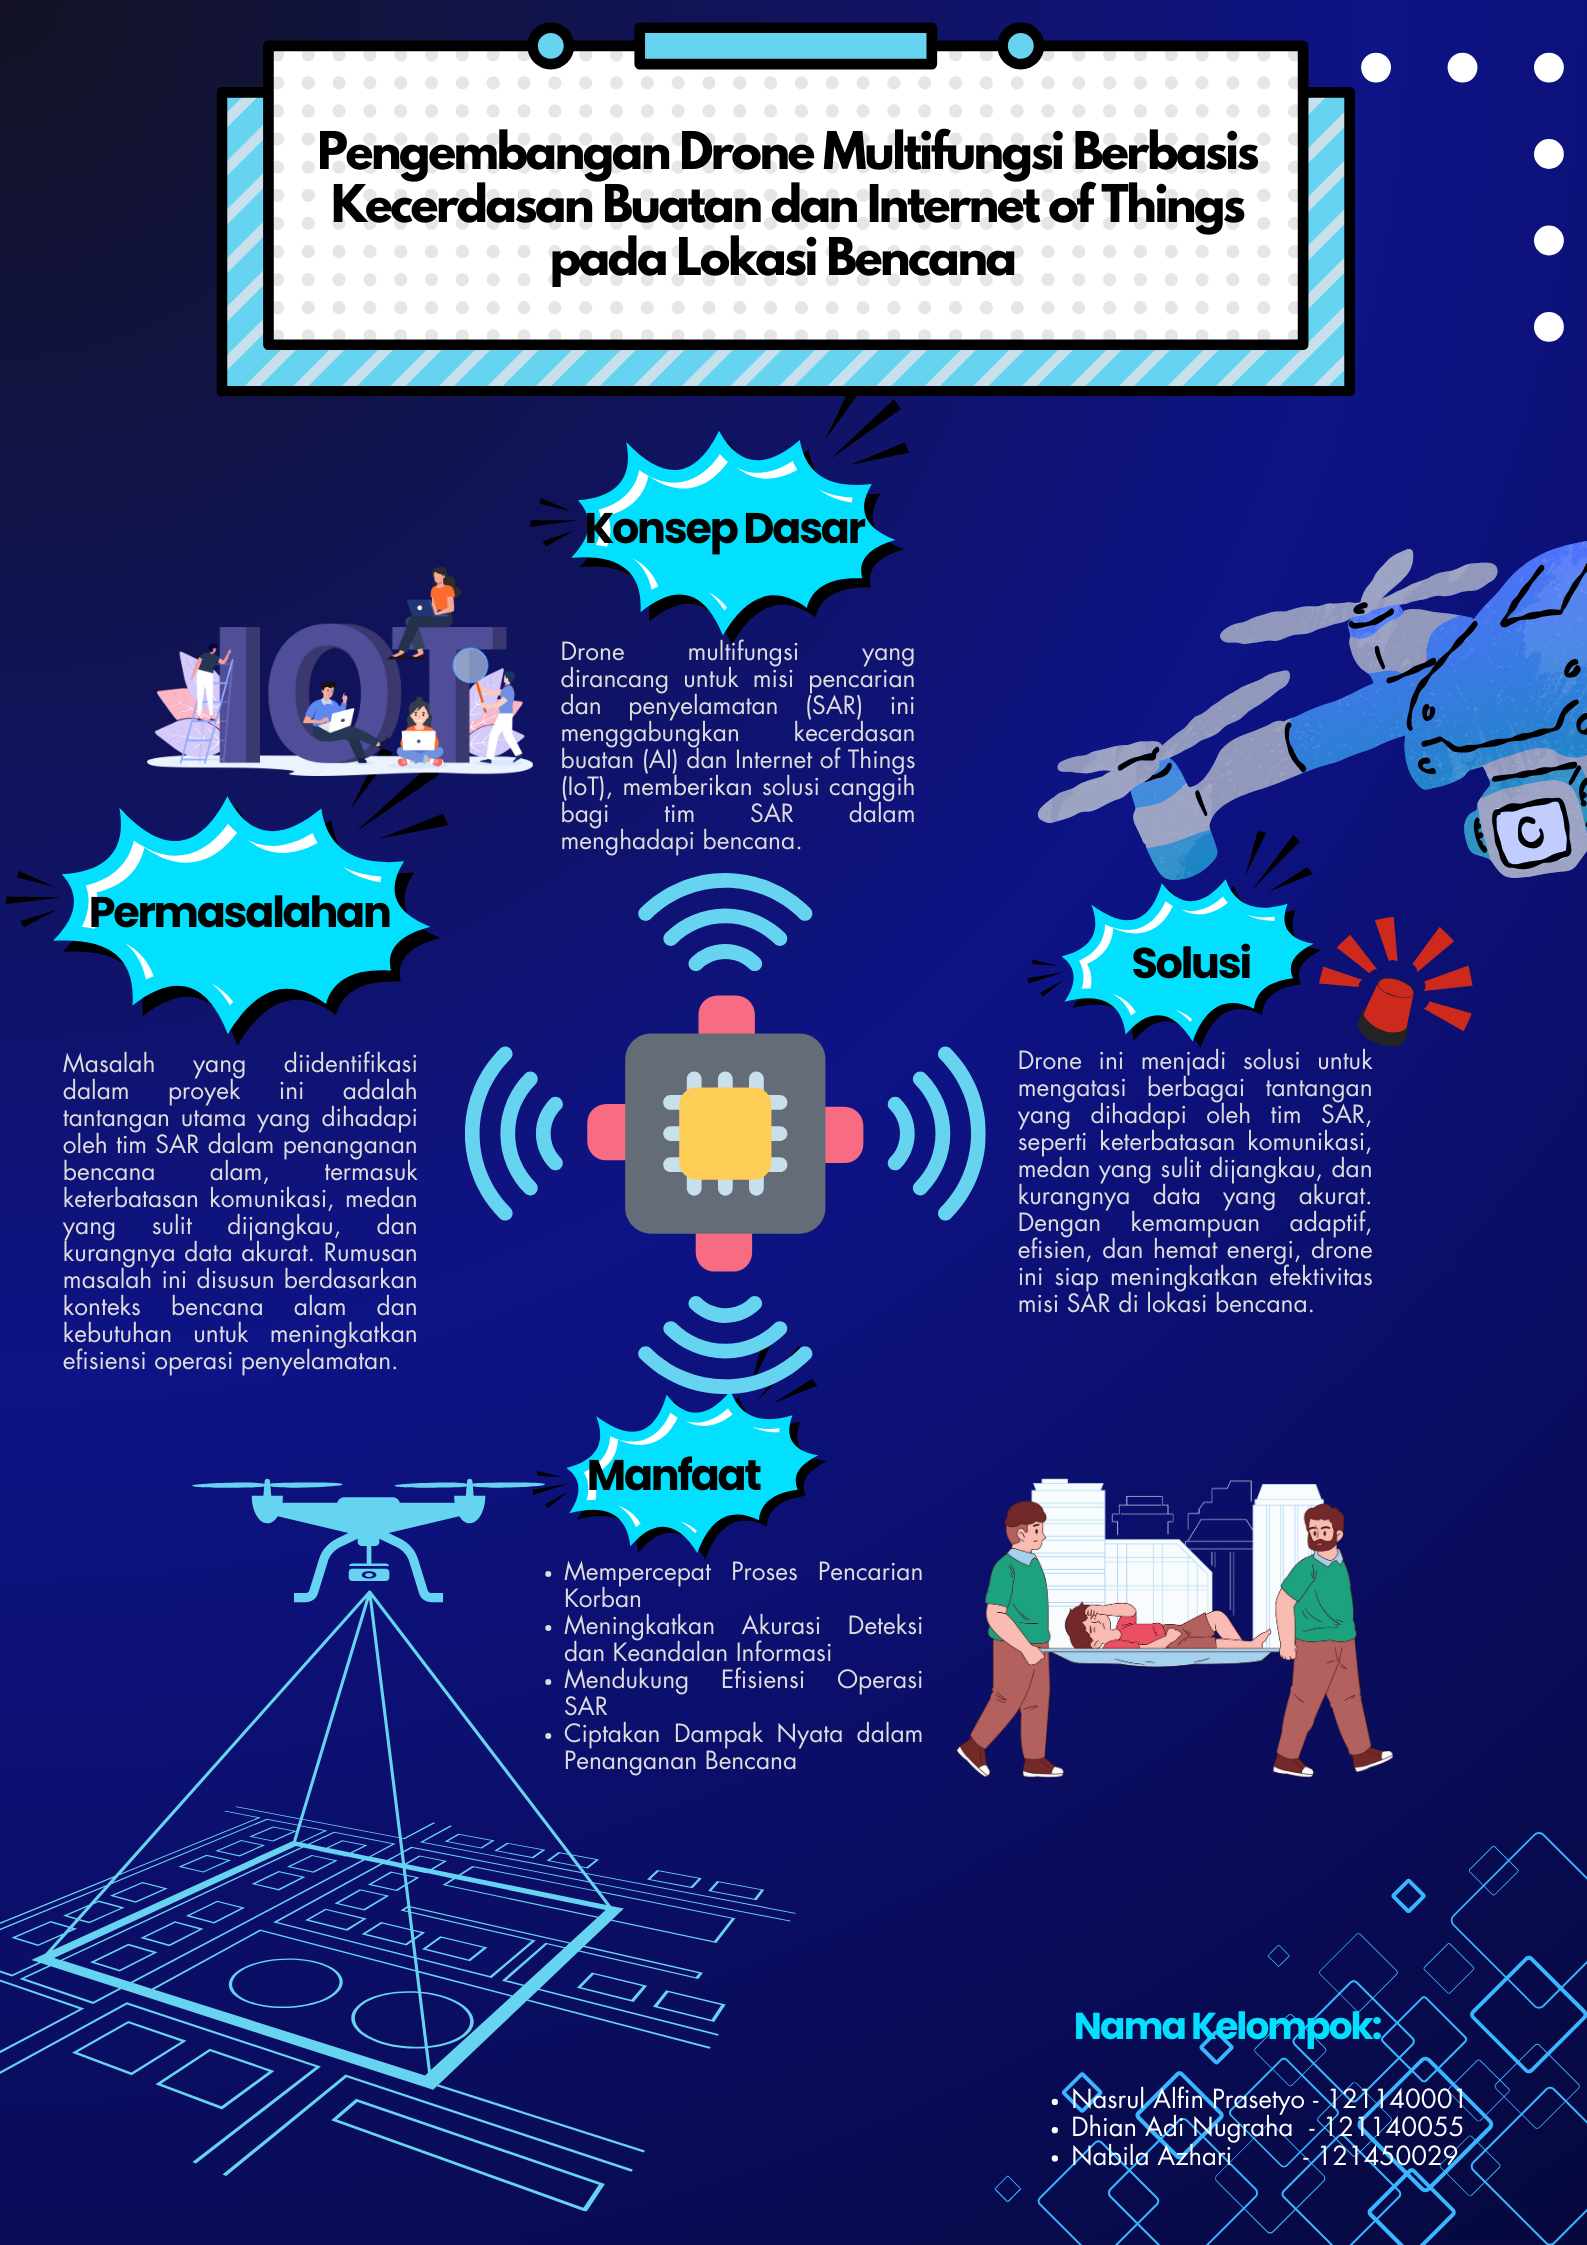 Pengembangan Drone Multifungsi Berbasis
Kecerdasan Buatan dan Internet of Things
pada Lokasi Bencana
Konsep Dasar
IOT
Drone multifungsi yang
dirancang untuk misi pencarian
dan penyelamatan (SAR) ini
menggabungkan kecerdasan
buatan (AI) dan Internet of Things
(IoT), memberikan solusi canggih
bagi tim SAR dalam
menghadapi bencana.
Permasalahan
Masalah yang diidentifikasi
dalam proyek ini adalah
tantangan utama yang dihadapi
oleh tim SAR dalam penanganan
bencana alam, termasuk
keterbatasan komunikasi, medan
yang sulit dijangkau, dan
kurangnya data akurat. Rumusan
masalah ini disusun berdasarkan
konteks bencana alam dan
kebutuhan untuk meningkatkan
efisiensi operasi penyelamatan.
Solusi
Drone ini menjadi solusi untuk
mengatasi berbagai tantangan
yang dihadapi oleh tim SAR,
seperti keterbatasan komunikasi,
medan yang sulit dijangkau, dan
kurangnya data yang akurat.
Dengan kemampuan adaptif,
efisien, dan hemat energi, drone
ini siap meningkatkan efektivitas
misi SAR di lokasi bencana.
Manfaat
• Mempercepat Proses Pencarian
Korban
• Meningkatkan Akurasi Deteksi
dan Keandalan Informasi
• Mendukung Efisiensi Operasi
SAR
• Ciptakan Dampak Nyata dalam
Penanganan Bencana
Nama Kelompok:
• Nasrul Alfin Prasetyo - 121140001
• Dhian Adi Nugraha - 121140055
• Nabila Azhari - 121450029